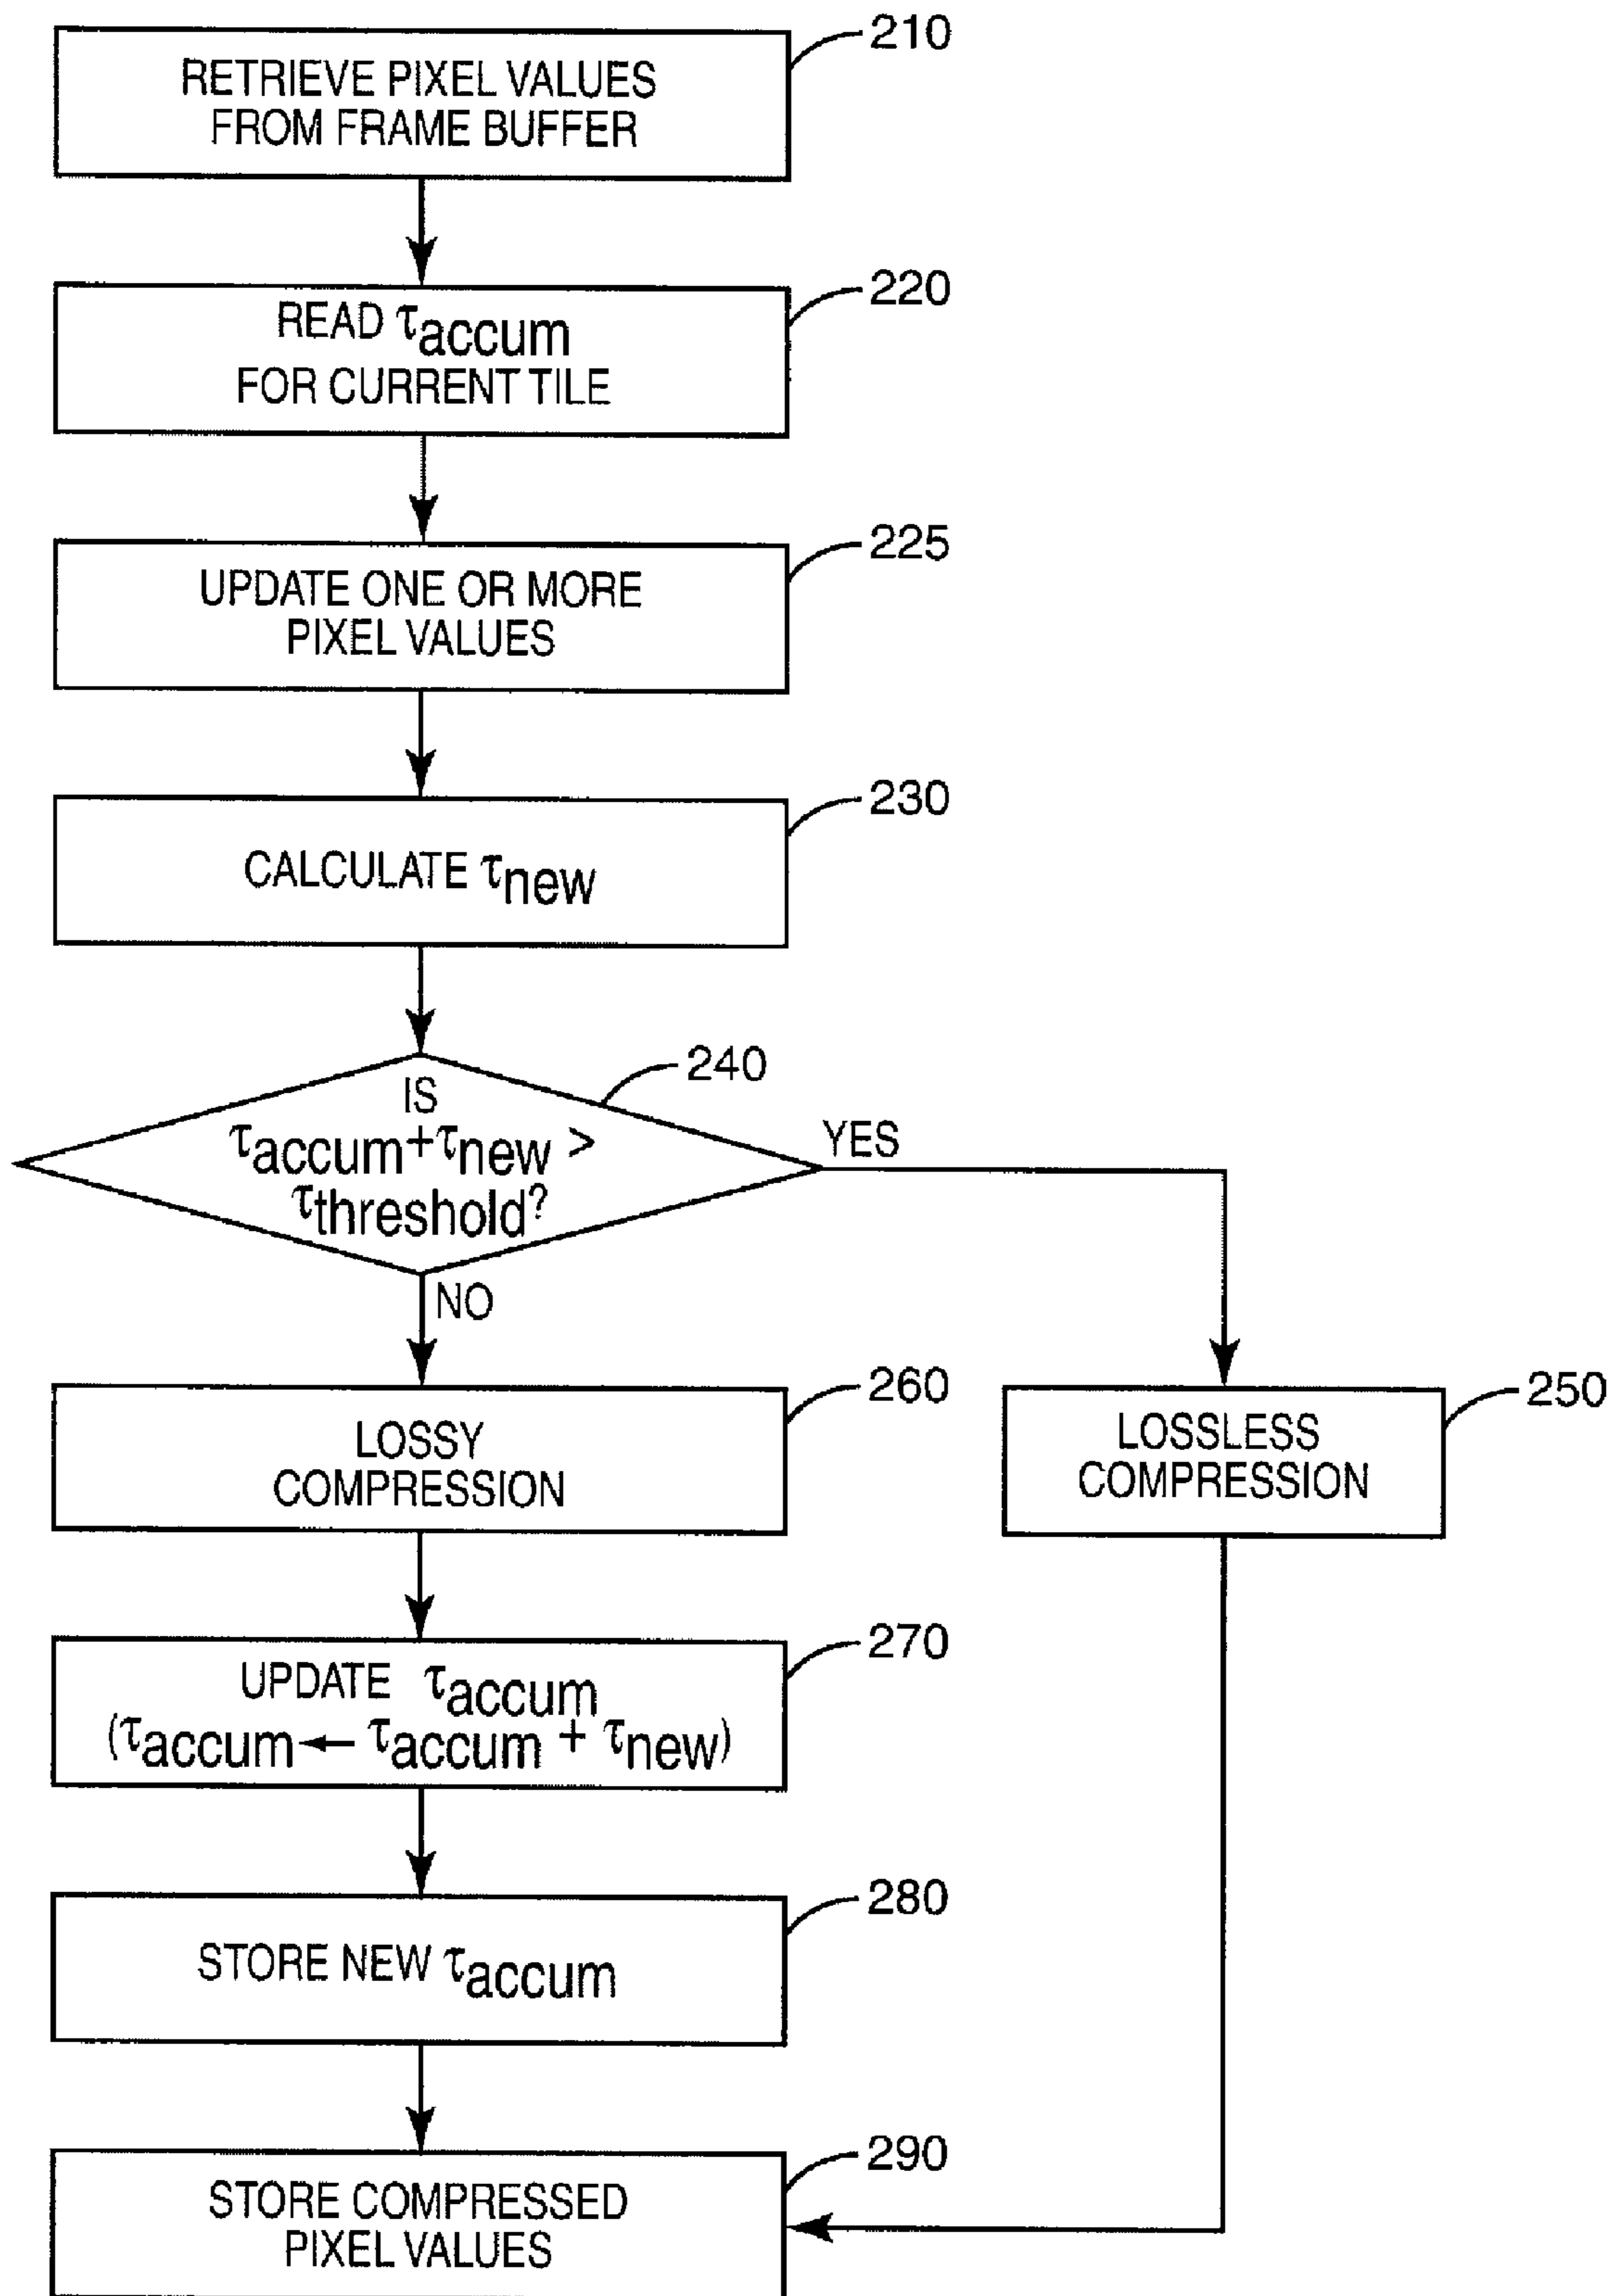 210
RETRIEVE PIXEL VALUES
FROM FRAME BUFFER
220
READ τaccum
FOR CURRENT TILE
225
UPDATE ONE OR MORE
PIXEL VALUES
230
CALCULATE τnew
240
IS
τaccum+τnew >
τthreshold?
YES
NO
260
LOSSY
COMPRESSION
250
LOSSLESS
COMPRESSION
270
UPDATE τaccum
(τaccum ← τaccum + τnew)
280
STORE NEW τaccum
290
STORE COMPRESSED
PIXEL VALUES